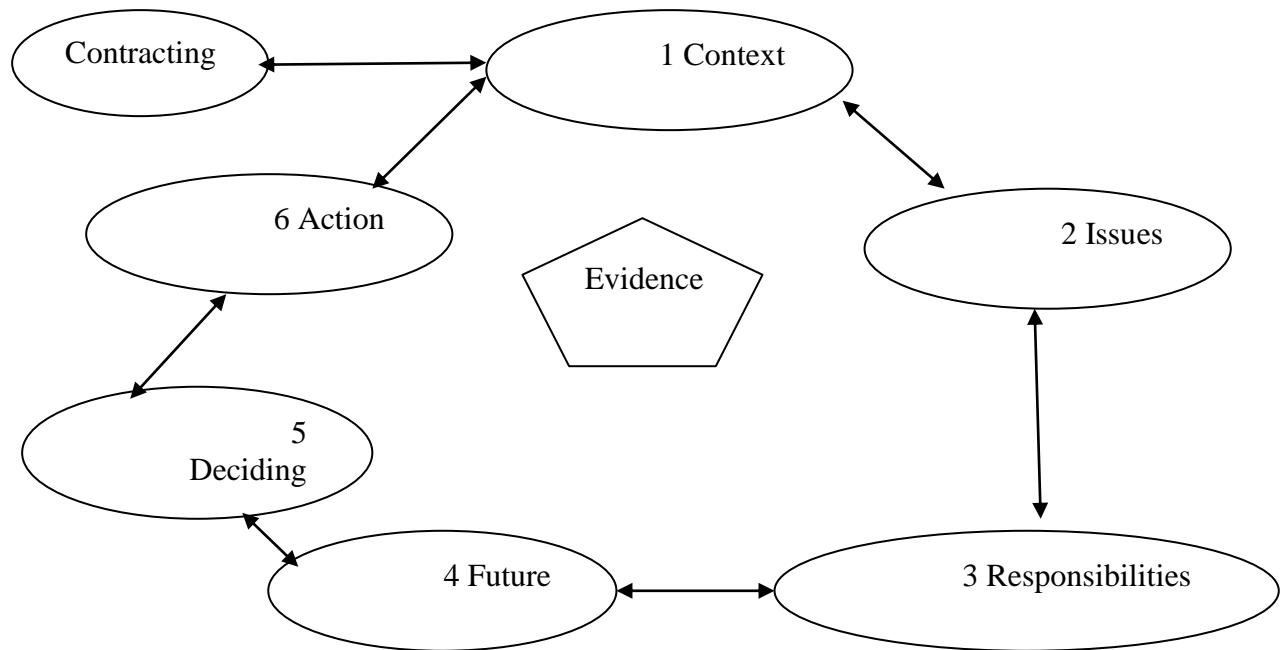 Contracting
1 Context
6 Action
2 Issues
Evidence
5
Deciding
4 Future
3 Responsibilities